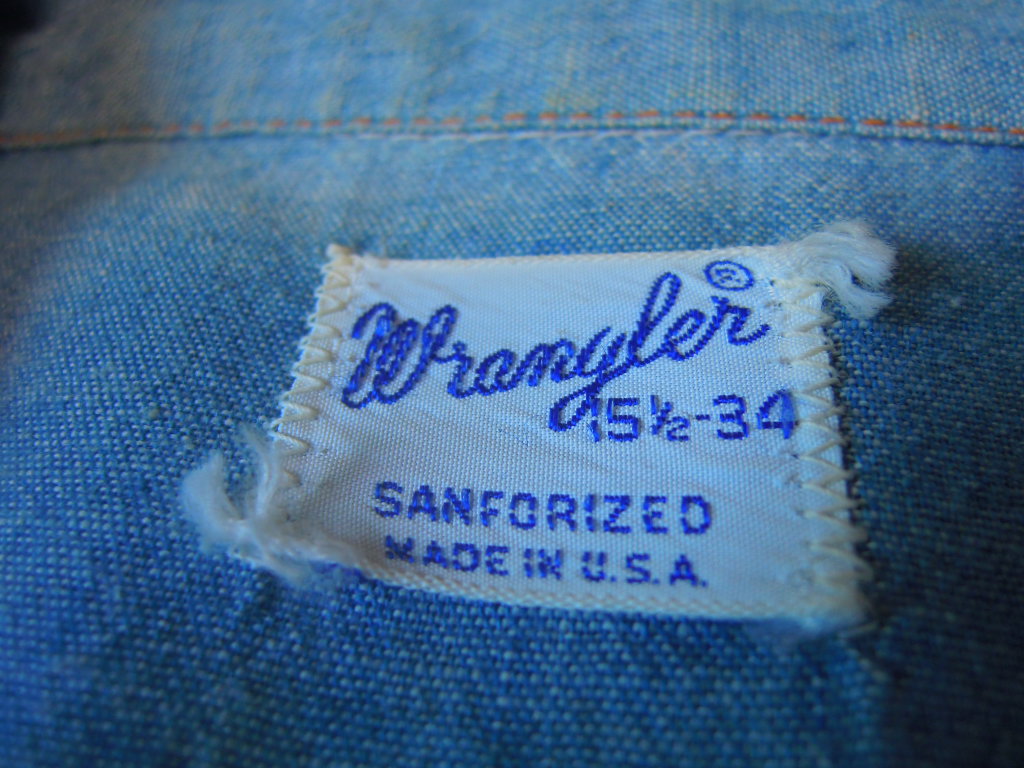 Wrangler®
15½-34
SANFORIZED
MADE IN U.S.A.